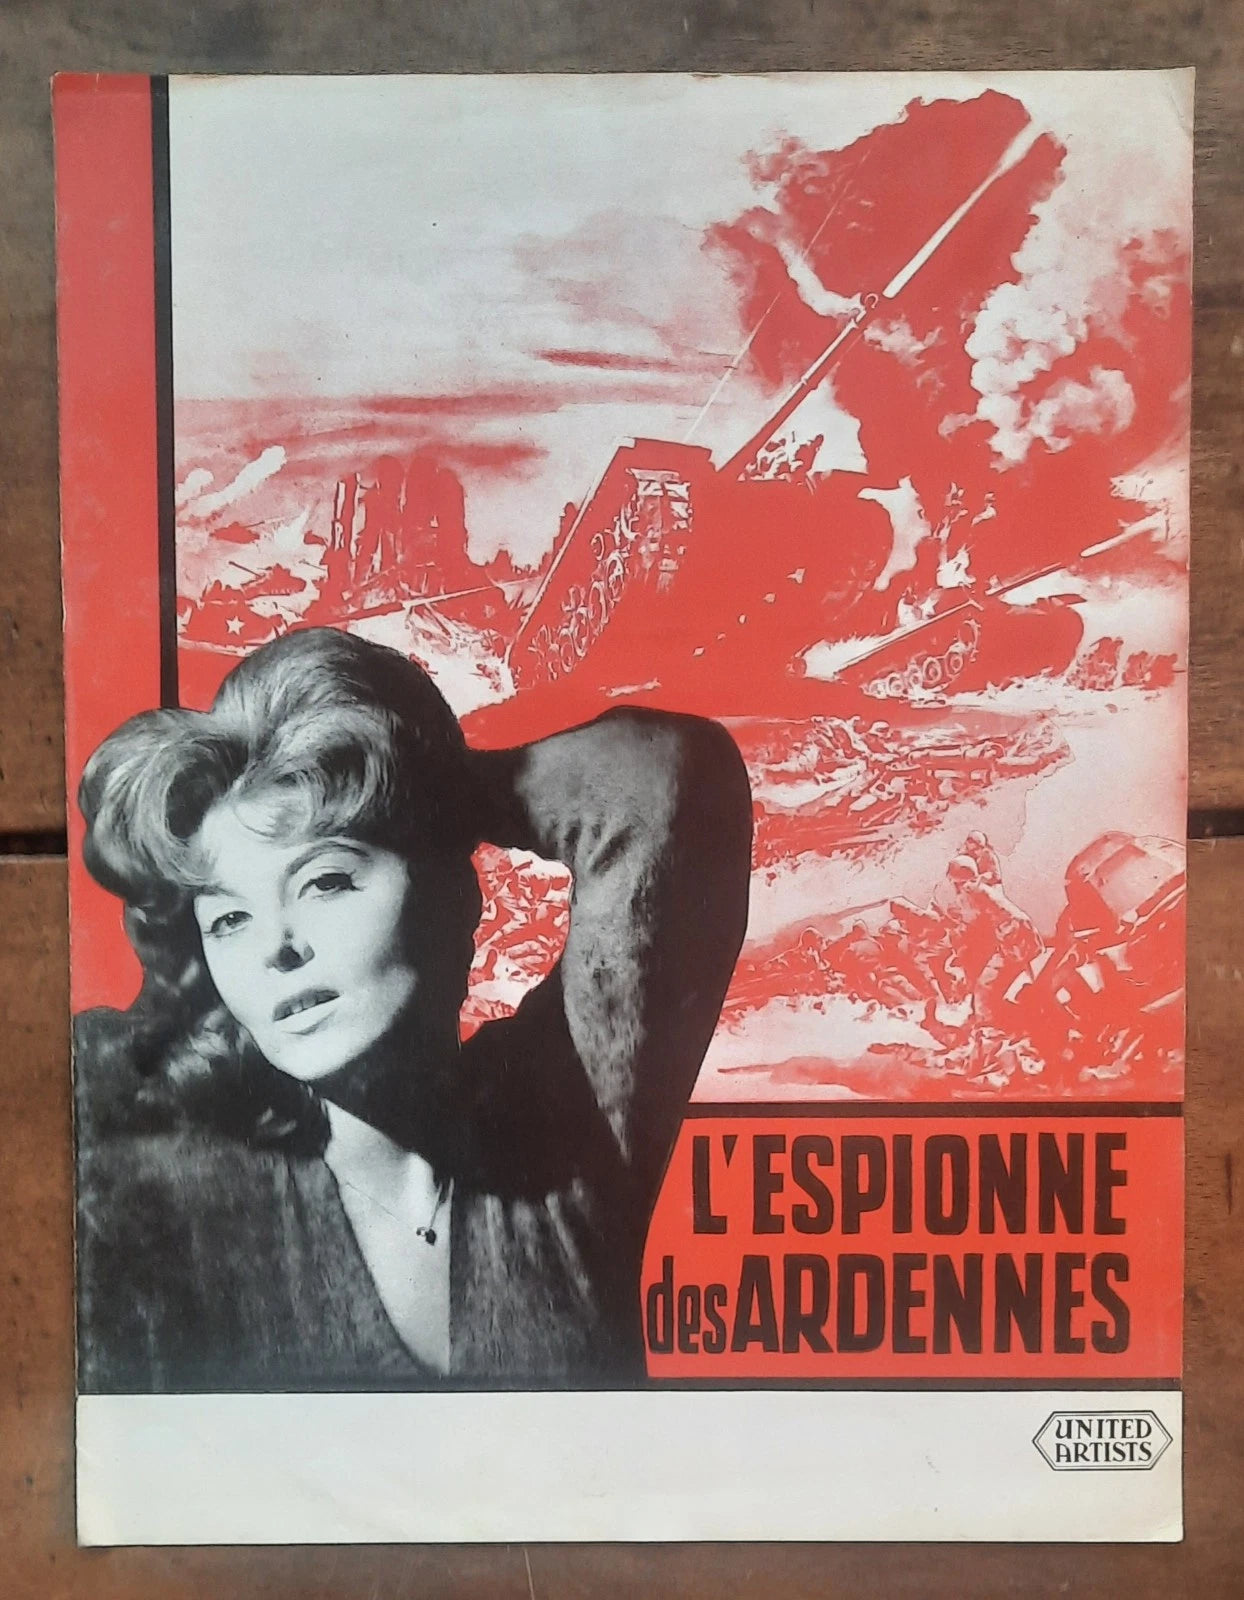 L'ESPIONNE
des ARDENNES
UNITED
ARTISTS